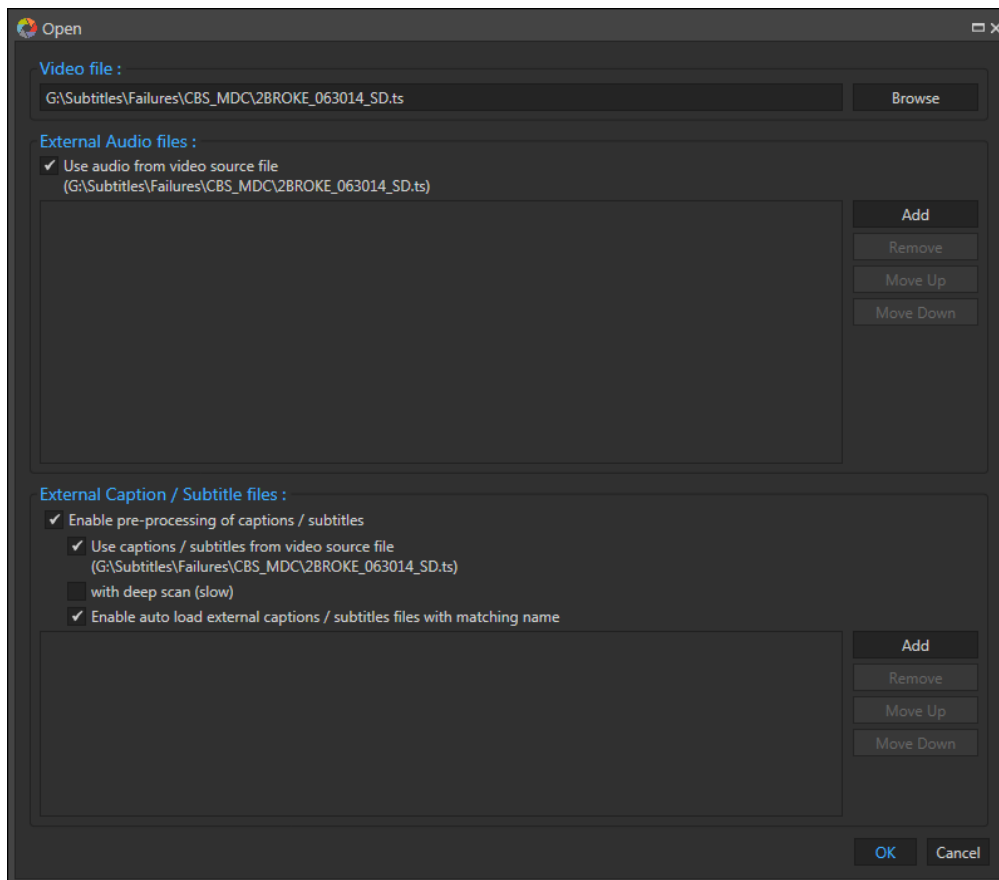 Open
Video file :
G:\Subtitles\Failures\CBS_MDC\2BROKE_063014_SD.ts
Browse
External Audio files :
Use audio from video source file
(G:\Subtitles\Failures\CBS_MDC\2BROKE_063014_SD.ts)
Add
Remove
Move Up
Move Down
External Caption / Subtitle files :
Enable pre-processing of captions / subtitles
Use captions / subtitles from video source file
(G:\Subtitles\Failures\CBS_MDC\2BROKE_063014_SD.ts)
with deep scan (slow)
Enable auto load external captions / subtitles files with matching name
Add
Remove
Move Up
Move Down
OK
Cancel